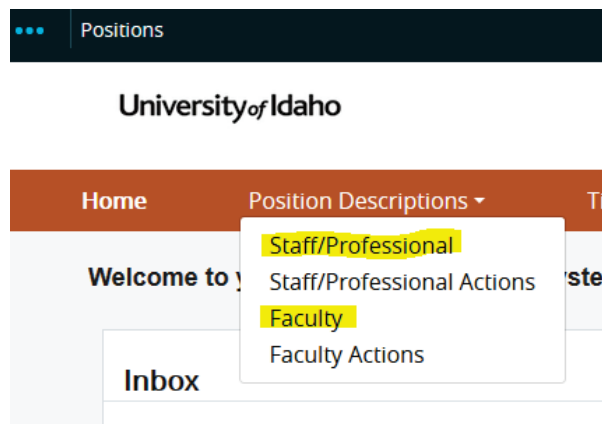 Positions
University of Idaho
Home Position Descriptions
Staff/Professional
Welcome to
Staff/Professional Actions
Faculty
Faculty Actions
Inbox